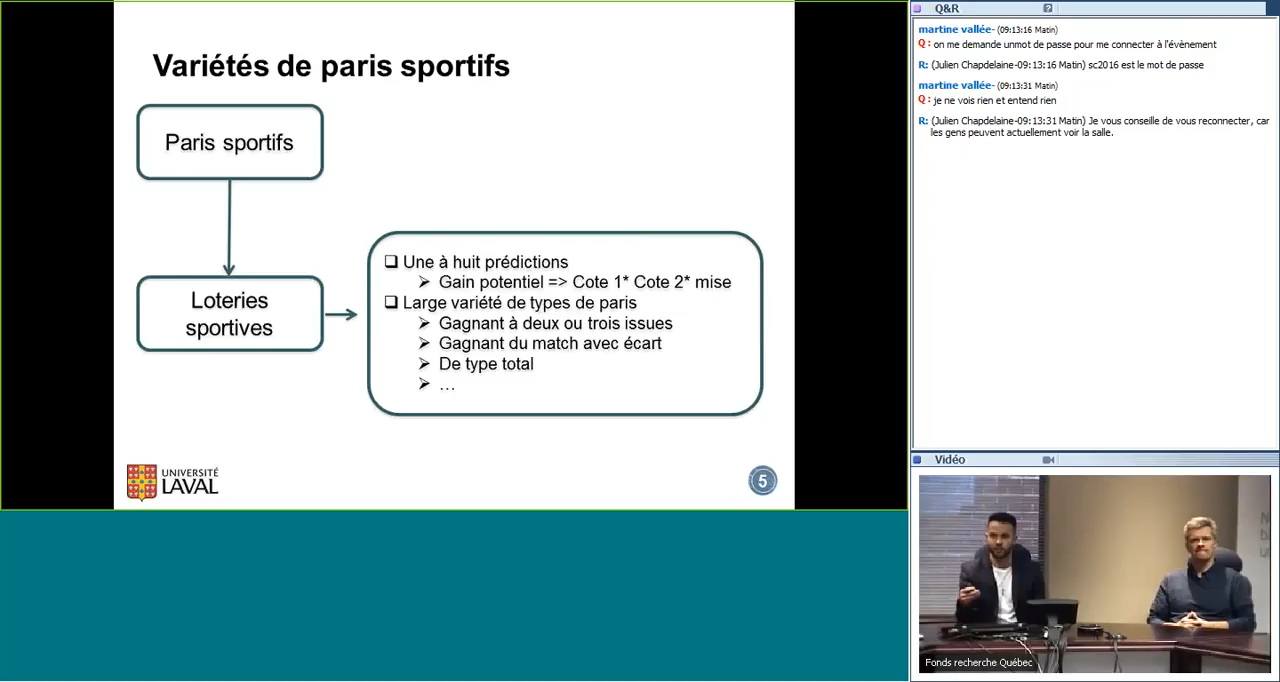 Variétés de paris sportifs
Paris sportifs
Loteries
sportives
Une à huit prédictions
Gain potentiel => Cote 1* Cote 2* mise
Large variété de types de paris
Gagnant à deux ou trois issues
Gagnant du match avec écart
De type total
…
UNIVERSITÉ
LAVAL
5
Q&R
martine vallée- (09:13:16 Matin)
Q : on me demande unmot de passe pour me connecter à l'évènement
R: (Julien Chapdelaine-09:13:16 Matin) sc2016 est le mot de passe
martine vallée- (09:13:31 Matin)
Q : je ne vois rien et entend rien
R: (Julien Chapdelaine-09:13:31 Matin) Je vous conseille de vous reconnecter, car
les gens peuvent actuellement voir la salle.
Vidéo
Fonds recherche Québec